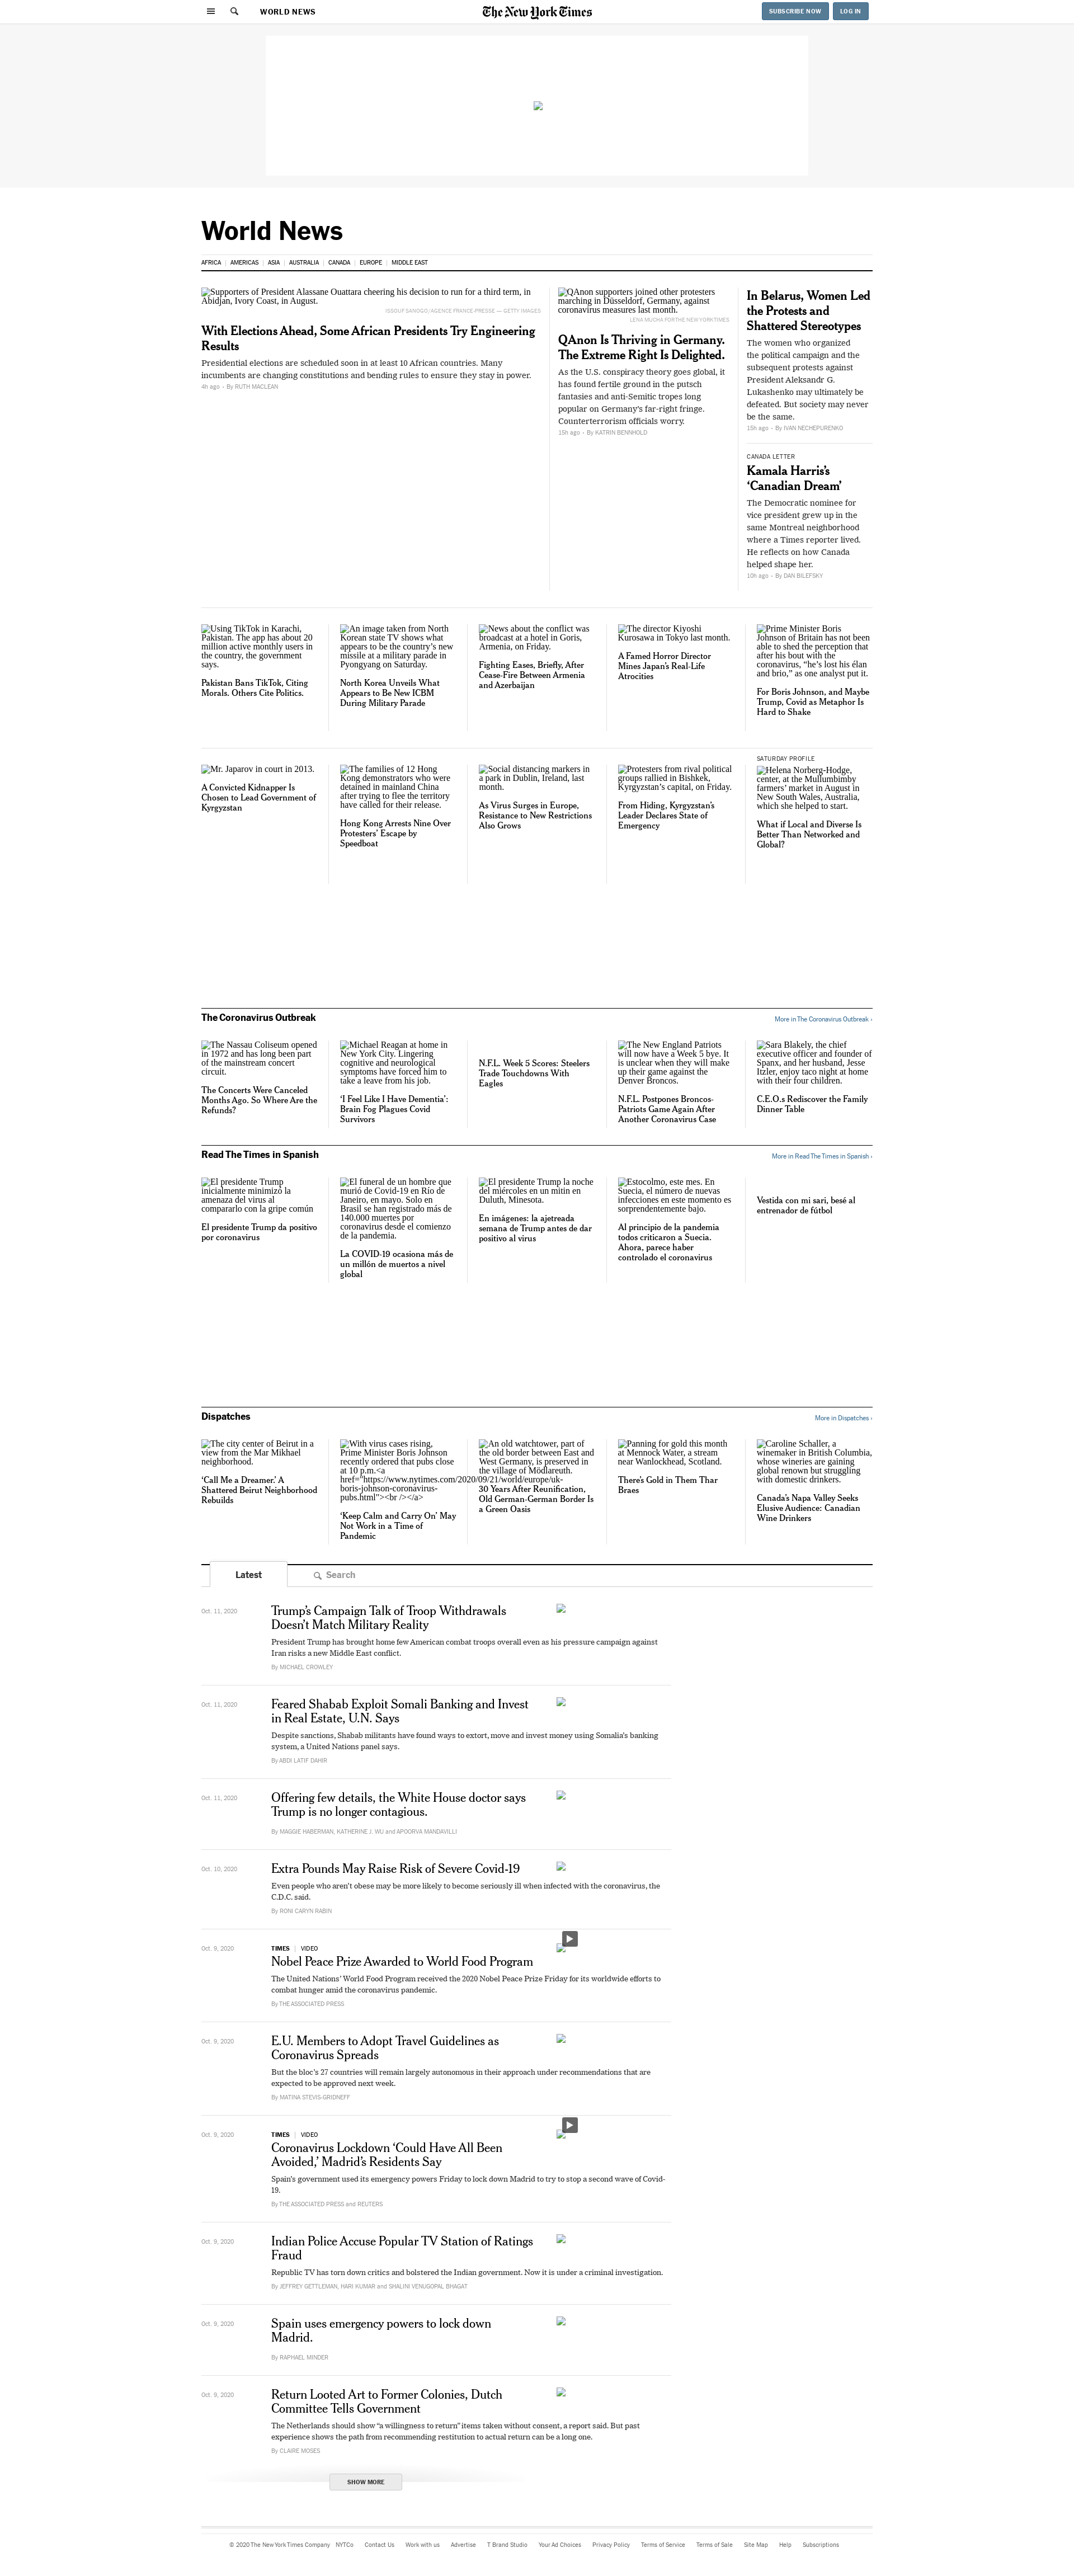 WORLD NEWS
The New York Times
SUBSCRIBE NOW
LOG IN
World News
AFRICA | AMERICAS | ASIA | AUSTRALIA | CANADA | EUROPE | MIDDLE EAST
Supporters of President Alassane Ouattara cheering his decision to run for a third term, in
Abidjan, Ivory Coast, in August.
ISSOUF SANOGO/AGENCE FRANCE-PRESSE — GETTY IMAGES
With Elections Ahead, Some African Presidents Try Engineering
Results
Presidential elections are scheduled soon in at least 10 African countries. Many
incumbents are changing constitutions and bending rules to ensure they stay in power.
4h ago • By RUTH MACLEAN
QAnon supporters joined other protesters
marching in Düsseldorf, Germany, against
coronavirus measures last month.
LENA MUCHA FOR THE NEW YORK TIMES
QAnon Is Thriving in Germany.
The Extreme Right Is Delighted.
As the U.S. conspiracy theory goes global, it
has found fertile ground in the putsch
fantasies and anti-Semitic tropes long
popular on Germany's far-right fringe.
Counterterrorism officials worry.
15h ago • By KATRIN BENNHOLD
In Belarus, Women Led
the Protests and
Shattered Stereotypes
The women who organized
the political campaign and the
subsequent protests against
President Aleksandr G.
Lukashenko may ultimately be
defeated. But society may never
be the same.
15h ago • By IVAN NECHEPURENKO
CANADA LETTER
Kamala Harris's
‘Canadian Dream’
The Democratic nominee for
vice president grew up in the
same Montreal neighborhood
where a Times reporter lived.
He reflects on how Canada
helped shape her.
10h ago • By DAN BILEFSKY
Using TikTok in Karachi,
Pakistan. The app has about 20
million active monthly users in
the country, the government
says.
Pakistan Bans TikTok, Citing
Morals. Others Cite Politics.
An image taken from North
Korean state TV shows what
appears to be the country's new
missile at a military parade in
Pyongyang on Saturday.
North Korea Unveils What
Appears to Be New ICBM
During Military Parade
News about the conflict was
broadcast at a hotel in Goris,
Armenia, on Friday.
Fighting Eases, Briefly, After
Cease-Fire Between Armenia
and Azerbaijan
The director Kiyoshi
Kurosawa in Tokyo last month.
A Famed Horror Director
Mines Japan's Real-Life
Atrocities
Prime Minister Boris
Johnson of Britain has not been
able to shed the perception that
after his bout with the
coronavirus, “he's lost his élan
and brio,” as one analyst put it.
For Boris Johnson, and Maybe
Trump, Covid as Metaphor Is
Hard to Shake
Mr. Japarov in court in 2013.
A Convicted Kidnapper Is
Chosen to Lead Government of
Kyrgyzstan
The families of 12 Hong
Kong demonstrators who were
detained in mainland China
after trying to flee the territory
have called for their release.
Hong Kong Arrests Nine Over
Protesters' Escape by
Speedboat
Social distancing markers in
a park in Dublin, Ireland, last
month.
As Virus Surges in Europe,
Resistance to New Restrictions
Also Grows
Protesters from rival political
groups rallied in Bishkek,
Kyrgyzstan's capital, on Friday.
From Hiding, Kyrgyzstan's
Leader Declares State of
Emergency
SATURDAY PROFILE
Helena Norberg-Hodge,
center, at the Mullumbimby
farmers' market in August in
New South Wales, Australia,
which she helped to start.
What if Local and Diverse Is
Better Than Networked and
Global?
The Coronavirus Outbreak
More in The Coronavirus Outbreak ›
The Nassau Coliseum opened
in 1972 and has long been part
of the mainstream concert
circuit.
The Concerts Were Canceled
Months Ago. So Where Are the
Refunds?
Michael Reagan at home in
New York City. Lingering
cognitive and neurological
symptoms have forced him to
take a leave from his job.
‘I Feel Like I Have Dementia’:
Brain Fog Plagues Covid
Survivors
N.F.L. Week 5 Scores: Steelers
Trade Touchdowns With
Eagles
The New England Patriots
will now have a Week 5 bye. It
is unclear when they will make
up their game against the
Denver Broncos.
N.F.L. Postpones Broncos-
Patriots Game Again After
Another Coronavirus Case
Sara Blakely, the chief
executive officer and founder of
Spanx, and her husband, Jesse
Itzler, enjoy taco night at home
with their four children.
C.E.O.s Rediscover the Family
Dinner Table
Read The Times in Spanish
More in Read The Times in Spanish ›
El presidente Trump
inicialmente minimizó la
amenaza del virus al
compararlo con la gripe común
El presidente Trump da positivo
por coronavirus
El funeral de un hombre que
murió de Covid-19 en Río de
Janeiro, en mayo. Solo en
Brasil se han registrado más de
140.000 muertes por
coronavirus desde el comienzo
de la pandemia.
La COVID-19 ocasiona más de
un millón de muertos a nivel
global
El presidente Trump la noche
del miércoles en un mitin en
Duluth, Minesota.
En imágenes: la ajetreada
semana de Trump antes de dar
positivo al virus
Estocolmo, este mes. En
Suecia, el número de nuevas
infecciones en este momento es
sorprendentemente bajo.
Al principio de la pandemia
todos criticaron a Suecia.
Ahora, parece haber
controlado el coronavirus
Vestida con mi sari, besé al
entrenador de fútbol
Dispatches
More in Dispatches ›
The city center of Beirut in a
view from the Mar Mikhael
neighborhood.
‘Call Me a Dreamer.’ A
Shattered Beirut Neighborhood
Rebuilds
With virus cases rising,
Prime Minister Boris Johnson
recently ordered that pubs close
at 10 p.m.<a
href="https://www.nytimes.com/2020/09/21/world/europe/uk-
boris-johnson-coronavirus-
pubs.html"><br /></a>
‘Keep Calm and Carry On’ May
Not Work in a Time of
Pandemic
An old watchtower, part of
the old border between East and
West Germany, is preserved in
the village of Mödlareuth.
30 Years After Reunification,
Old German-German Border Is
a Green Oasis
Panning for gold this month
at Mennock Water, a stream
near Wanlockhead, Scotland.
There's Gold in Them Thar
Braes
Caroline Schaller, a
winemaker in British Columbia,
whose wineries are gaining
global renown but struggling
with domestic drinkers.
Canada's Napa Valley Seeks
Elusive Audience: Canadian
Wine Drinkers
Latest
Search
Oct. 11, 2020
Trump's Campaign Talk of Troop Withdrawals
Doesn't Match Military Reality
President Trump has brought home few American combat troops overall even as his pressure campaign against
Iran risks a new Middle East conflict.
By MICHAEL CROWLEY
Oct. 11, 2020
Feared Shabab Exploit Somali Banking and Invest
in Real Estate, U.N. Says
Despite sanctions, Shabab militants have found ways to extort, move and invest money using Somalia's banking
system, a United Nations panel says.
By ABDI LATIF DAHIR
Oct. 11, 2020
Offering few details, the White House doctor says
Trump is no longer contagious.
By MAGGIE HABERMAN, KATHERINE J. WU and APOORVA MANDAVILLI
Oct. 10, 2020
Extra Pounds May Raise Risk of Severe Covid-19
Even people who aren't obese may be more likely to become seriously ill when infected with the coronavirus, the
C.D.C. said.
By RONI CARYN RABIN
Oct. 9, 2020
TIMES | VIDEO
Nobel Peace Prize Awarded to World Food Program
The United Nations' World Food Program received the 2020 Nobel Peace Prize Friday for its worldwide efforts to
combat hunger amid the coronavirus pandemic.
By THE ASSOCIATED PRESS
Oct. 9, 2020
E.U. Members to Adopt Travel Guidelines as
Coronavirus Spreads
But the bloc's 27 countries will remain largely autonomous in their approach under recommendations that are
expected to be approved next week.
By MATINA STEVIS-GRIDNEFF
Oct. 9, 2020
TIMES | VIDEO
Coronavirus Lockdown ‘Could Have All Been
Avoided,’ Madrid's Residents Say
Spain's government used its emergency powers Friday to lock down Madrid to try to stop a second wave of Covid-
19.
By THE ASSOCIATED PRESS and REUTERS
Oct. 9, 2020
Indian Police Accuse Popular TV Station of Ratings
Fraud
Republic TV has torn down critics and bolstered the Indian government. Now it is under a criminal investigation.
By JEFFREY GETTLEMAN, HARI KUMAR and SHALINI VENUGOPAL BHAGAT
Oct. 9, 2020
Spain uses emergency powers to lock down
Madrid.
By RAPHAEL MINDER
Oct. 9, 2020
Return Looted Art to Former Colonies, Dutch
Committee Tells Government
The Netherlands should show “a willingness to return” items taken without consent, a report said. But past
experience shows the path from recommending restitution to actual return can be a long one.
By CLAIRE MOSES
SHOW MORE
© 2020 The New York Times Company NYTCo Contact Us Work with us Advertise T Brand Studio Your Ad Choices Privacy Policy Terms of Service Terms of Sale Site Map Help Subscriptions